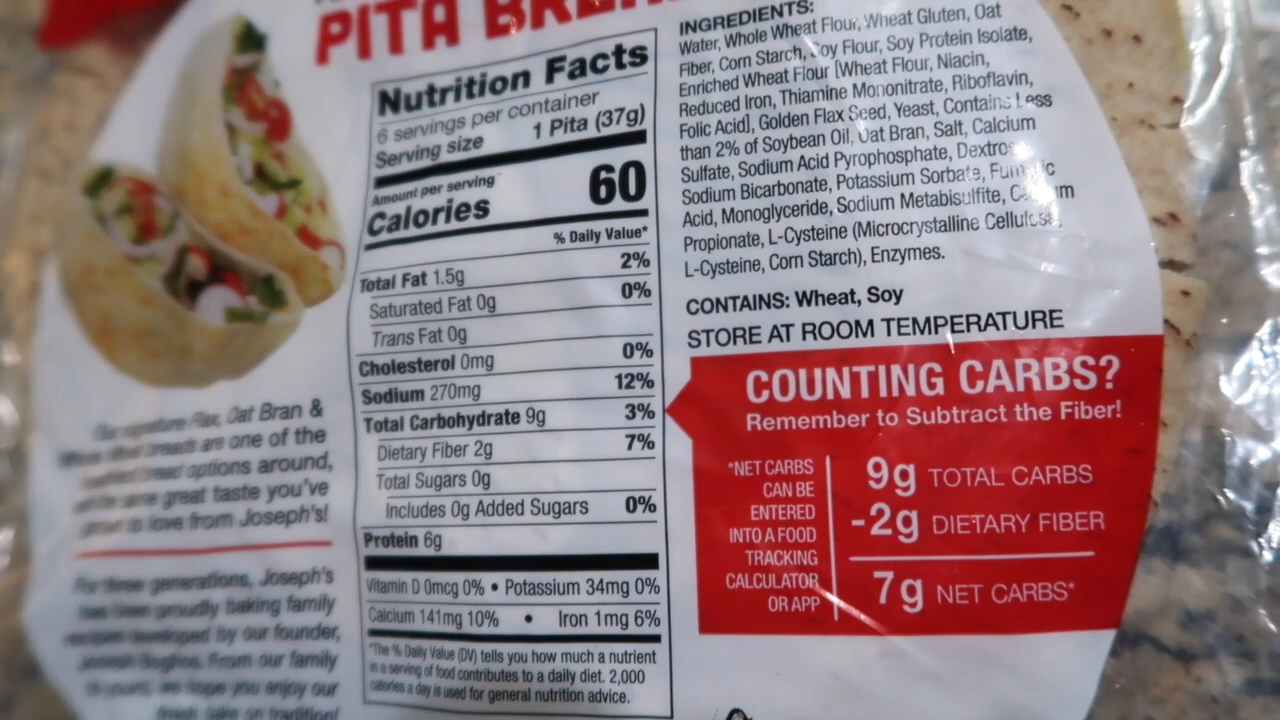 PITA BREA
Nutrition Facts
6 servings per container
Serving size 1 Pita (37g)
Amount per serving
Calories 60
% Daily Value*
Total Fat 1.5g 2%
Saturated Fat 0g 0%
Trans Fat 0g
Cholesterol 0mg 0%
Sodium 270mg 12%
Total Carbohydrate 9g 3%
Dietary Fiber 2g 7%
Total Sugars 0g
Includes 0g Added Sugars 0%
Protein 6g
Vitamin D 0mcg 0% • Potassium 34mg 0%
Calcium 141mg 10% • Iron 1mg 6%
*The % Daily Value (DV) tells you how much a nutrient
in a serving of food contributes to a daily diet. 2,000
calories a day is used for general nutrition advice.
INGREDIENTS:
Water, Whole Wheat Flour, Wheat Gluten, Oat
Fiber, Corn Starch, Soy Flour, Soy Protein Isolate,
Enriched Wheat Flour [Wheat Flour, Niacin,
Reduced Iron, Thiamine Mononitrate, Riboflavin,
Folic Acid], Golden Flax Seed, Yeast, Contains Less
than 2% of Soybean Oil, Oat Bran, Salt, Calcium
Sulfate, Sodium Acid Pyrophosphate, Dextrose
Sodium Bicarbonate, Potassium Sorbate,
Acid, Monoglyceride, Sodium Metabisulfite, Calcium
Propionate, L-Cysteine (Microcrystalline Cellulose,
L-Cysteine, Corn Starch), Enzymes.
CONTAINS: Wheat, Soy
STORE AT ROOM TEMPERATURE
COUNTING CARBS?
Remember to Subtract the Fiber!
*NET CARBS
CAN BE
ENTERED
INTO A FOOD
TRACKING
CALCULATOR
OR APP
9g TOTAL CARBS
-2g DIETARY FIBER
7g NET CARBS*
Flax, Oat Bran &
breads are one of the
options around,
great taste you've
to love from Joseph's!
For three generations, Joseph's
has been proudly baking family
recipes developed by our founder,
Joseph Boghos. From our family
to yours, we hope you enjoy our
fresh take on tradition!